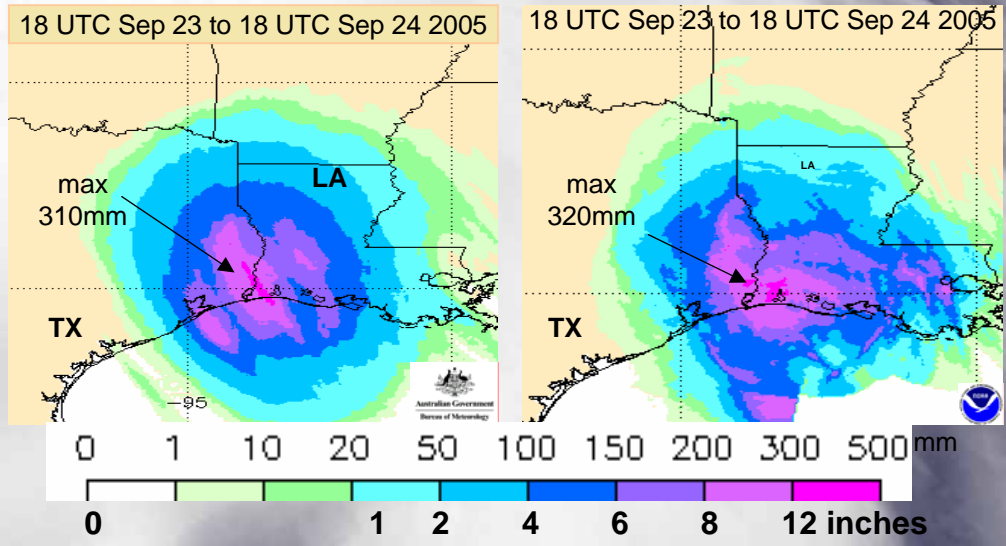 18 UTC Sep 23 to 18 UTC Sep 24 2005
18 UTC Sep 23 to 18 UTC Sep 24 2005
LA
max
310mm
TX
-95
Australian Government
Bureau of Meteorology
LA
max
320mm
TX
NOAA
0 1 10 20 50 100 150 200 300 500 mm
0 1 2 4 6 8 12 inches